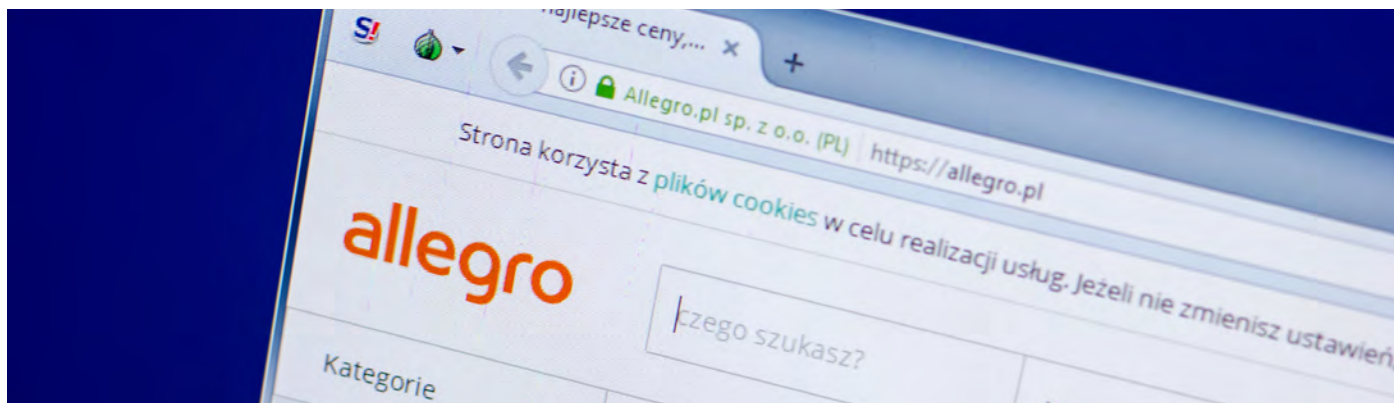 S!
najlepsze ceny,...
Allegro.pl sp. z o.o. (PL) https://allegro.pl
Strona korzysta z plików cookies w celu realizacji usług. Jeżeli nie zmienisz ustawień
allegro
czego szukasz?
Kategorie